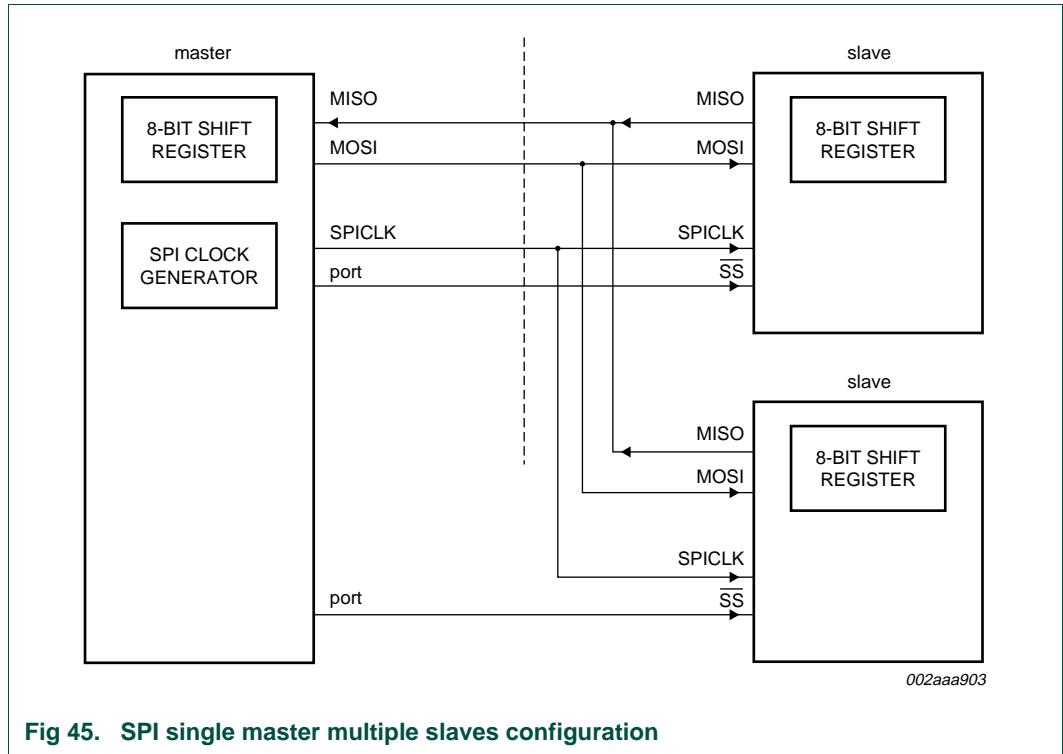 master
slave
MISO
MISO
8-BIT SHIFT
REGISTER
8-BIT SHIFT
REGISTER
MOSI
MOSI
SPICLK
SPICLK
SPI CLOCK
GENERATOR
port
S̅S̅
slave
MISO
8-BIT SHIFT
REGISTER
MOSI
SPICLK
port
S̅S̅
002aaa903
Fig 45. SPI single master multiple slaves configuration